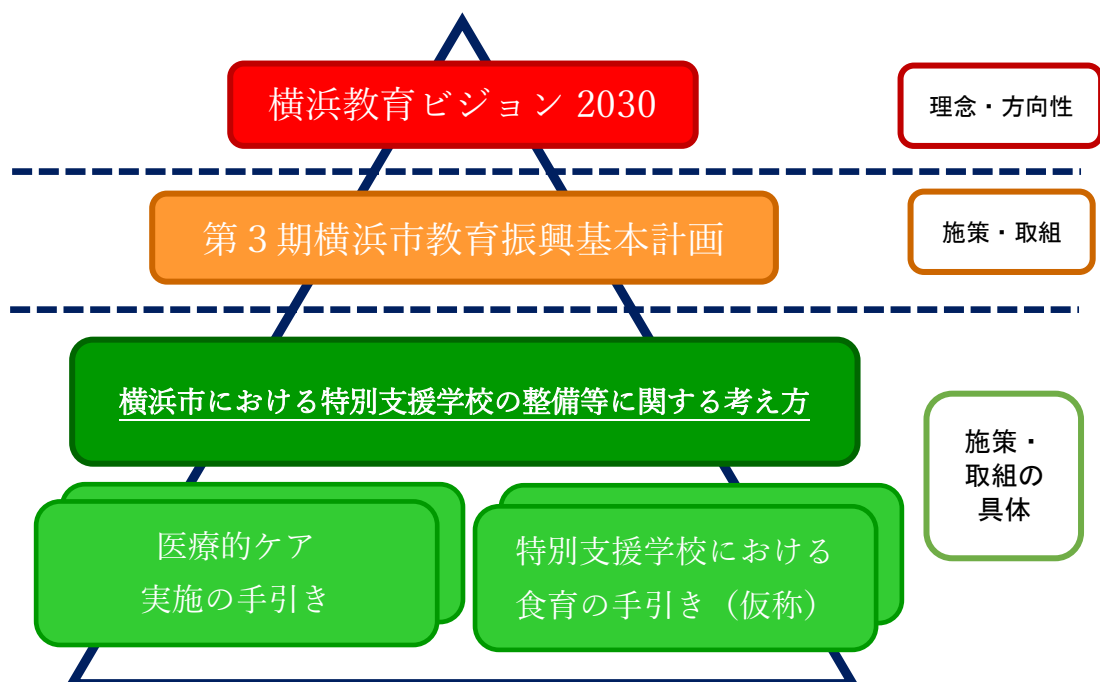 横浜教育ビジョン 2030
理念・方向性
第3期横浜市教育振興基本計画
施策・取組
横浜市における特別支援学校の整備等に関する考え方
施策・
取組の
具体
医療的ケア
実施の手引き
特別支援学校における
食育の手引き（仮称）